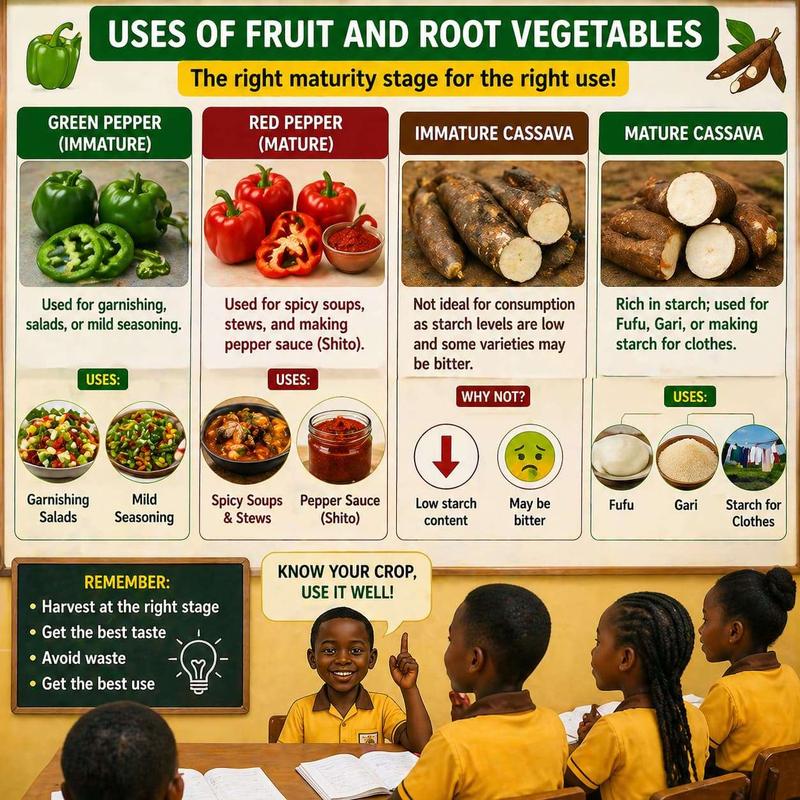 USES OF FRUIT AND ROOT VEGETABLES
The right maturity stage for the right use!
GREEN PEPPER
(IMMATURE)
Used for garnishing,
salads, or mild seasoning.
USES:
Garnishing
Salads
Mild
Seasoning
RED PEPPER
(MATURE)
Used for spicy soups,
stews, and making
pepper sauce (Shito).
USES:
Spicy Soups
& Stews
Pepper Sauce
(Shito)
IMMATURE CASSAVA
Not ideal for consumption
as starch levels are low
and some varieties may
be bitter.
WHY NOT?
Low starch
content
May be
bitter
MATURE CASSAVA
Rich in starch; used for
Fufu, Gari, or making
starch for clothes.
USES:
Fufu
Gari
Starch for
Clothes
REMEMBER:
• Harvest at the right stage
• Get the best taste
• Avoid waste
• Get the best use
KNOW YOUR CROP,
USE IT WELL!